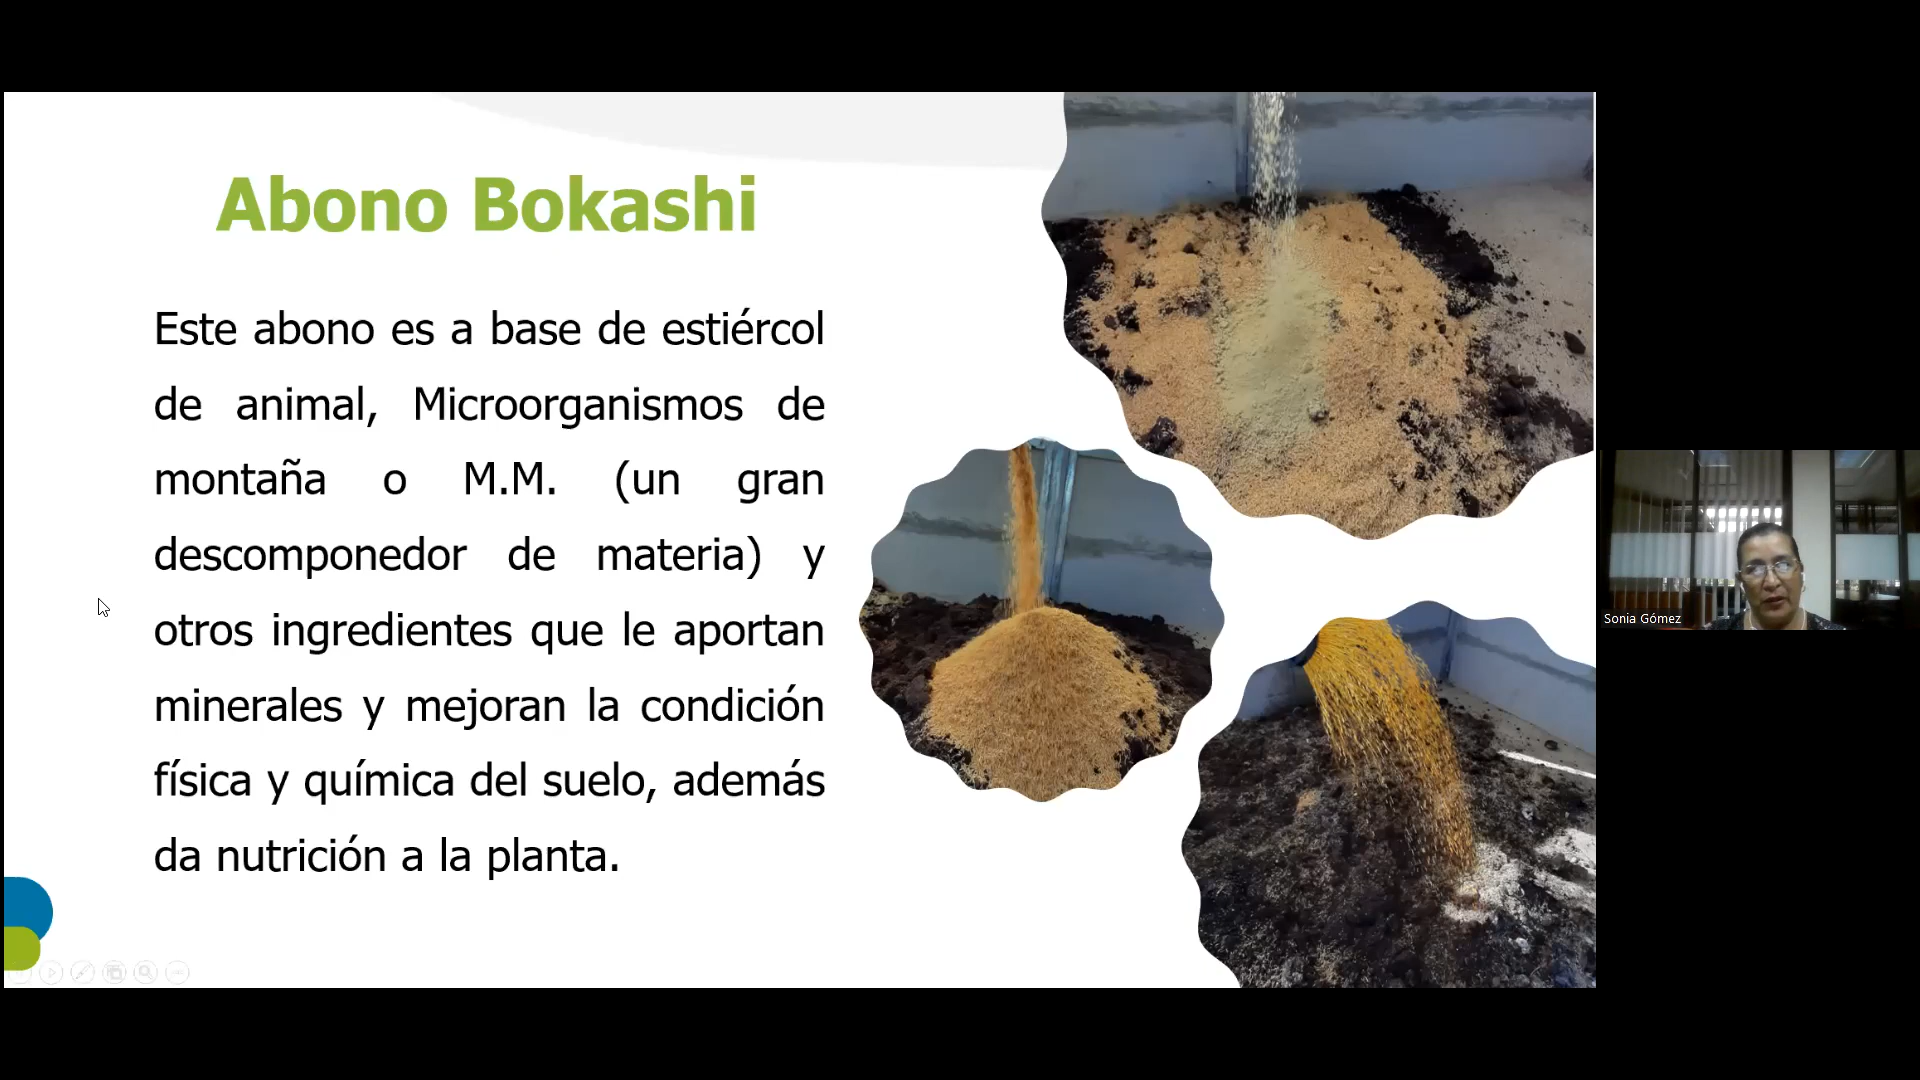 Abono Bokashi
Este abono es a base de estiércol
de animal, Microorganismos de
montaña o M.M. (un gran
descomponedor de materia) y
otros ingredientes que le aportan
minerales y mejoran la condición
física y química del suelo, además
da nutrición a la planta.
Sonia Gómez